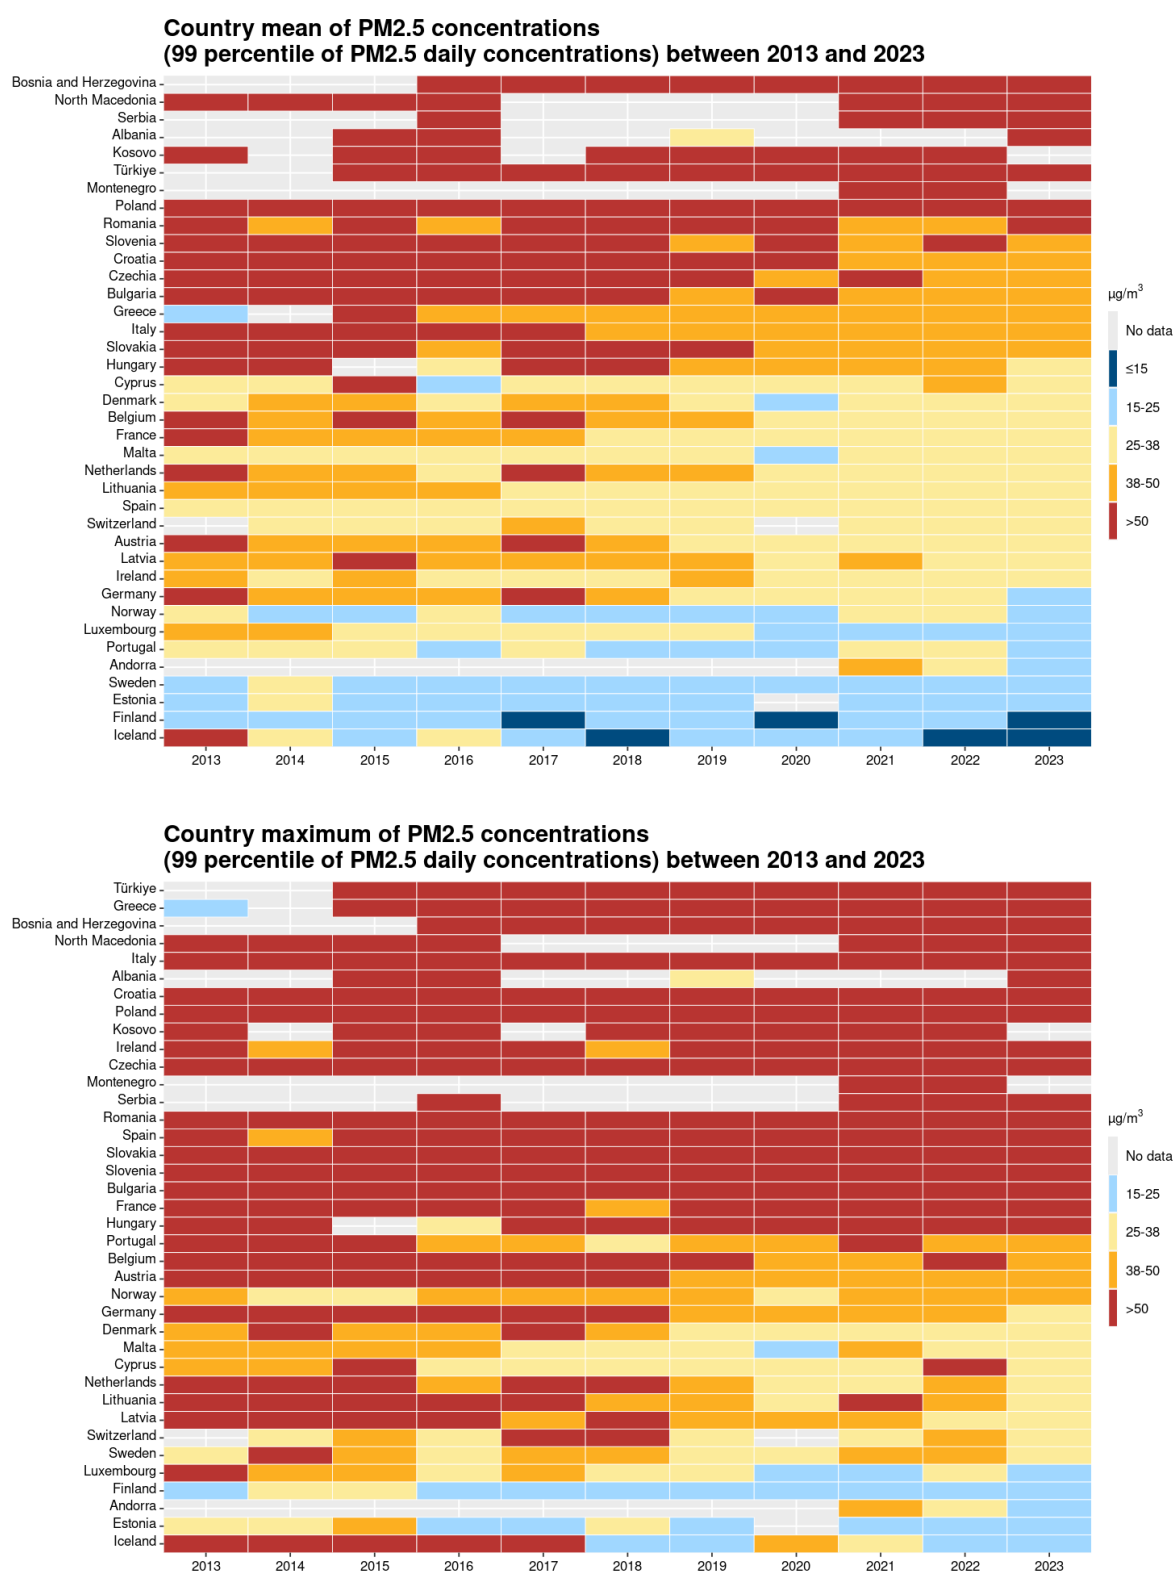 Country mean of PM2.5 concentrations
(99 percentile of PM2.5 daily concentrations) between 2013 and 2023
Bosnia and Herzegovina
North Macedonia
Serbia
Albania
Kosovo
Türkiye
Montenegro
Poland
Romania
Slovenia
Croatia
Czechia
Bulgaria
Greece
Italy
Slovakia
Hungary
Cyprus
Denmark
Belgium
France
Malta
Netherlands
Lithuania
Spain
Switzerland
Austria
Latvia
Ireland
Germany
Norway
Luxembourg
Portugal
Andorra
Sweden
Estonia
Finland
Iceland
2013 2014 2015 2016 2017 2018 2019 2020 2021 2022 2023
µg/m³
No data
≤15
15-25
25-38
38-50
>50
Country maximum of PM2.5 concentrations
(99 percentile of PM2.5 daily concentrations) between 2013 and 2023
Türkiye
Greece
Bosnia and Herzegovina
North Macedonia
Italy
Albania
Croatia
Poland
Kosovo
Ireland
Czechia
Montenegro
Serbia
Romania
Spain
Slovakia
Slovenia
Bulgaria
France
Hungary
Portugal
Belgium
Austria
Norway
Germany
Denmark
Malta
Cyprus
Netherlands
Lithuania
Latvia
Switzerland
Sweden
Luxembourg
Finland
Andorra
Estonia
Iceland
2013 2014 2015 2016 2017 2018 2019 2020 2021 2022 2023
µg/m³
No data
15-25
25-38
38-50
>50